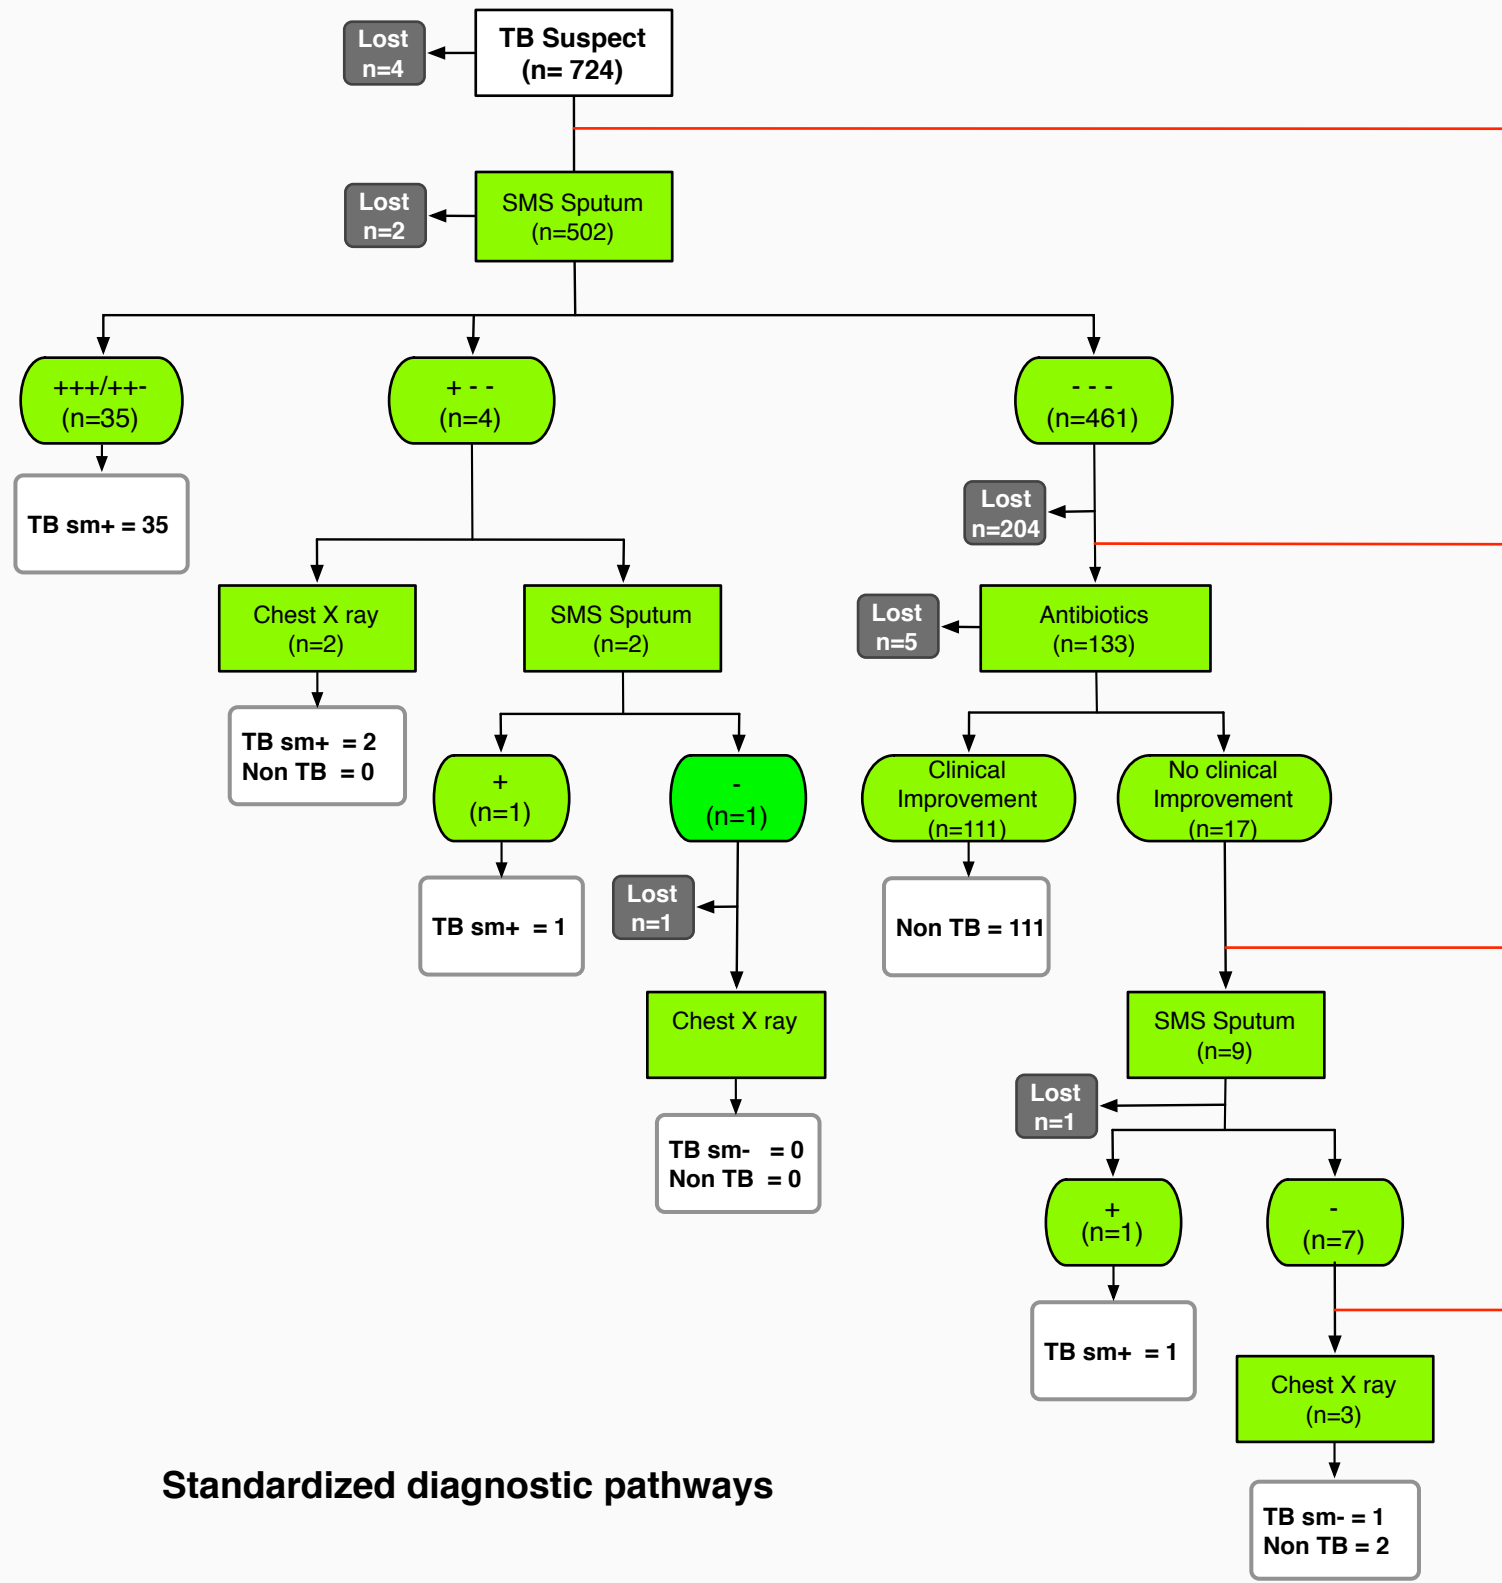 Lost
n=4
TB Suspect
(n= 724)
Lost
n=2
SMS Sputum
(n=502)
+++/++-
(n=35)
+ - -
(n=4)
- - -
(n=461)
TB sm+ = 35
Lost
n=204
Chest X ray
(n=2)
SMS Sputum
(n=2)
Lost
n=5
Antibiotics
(n=133)
TB sm+ = 2
Non TB = 0
+
(n=1)
-
(n=1)
Clinical
Improvement
(n=111)
No clinical
Improvement
(n=17)
TB sm+ = 1
Lost
n=1
Non TB = 111
Chest X ray
SMS Sputum
(n=9)
Lost
n=1
TB sm- = 0
Non TB = 0
+
(n=1)
-
(n=7)
TB sm+ = 1
Chest X ray
(n=3)
Standardized diagnostic pathways
TB sm- = 1
Non TB = 2